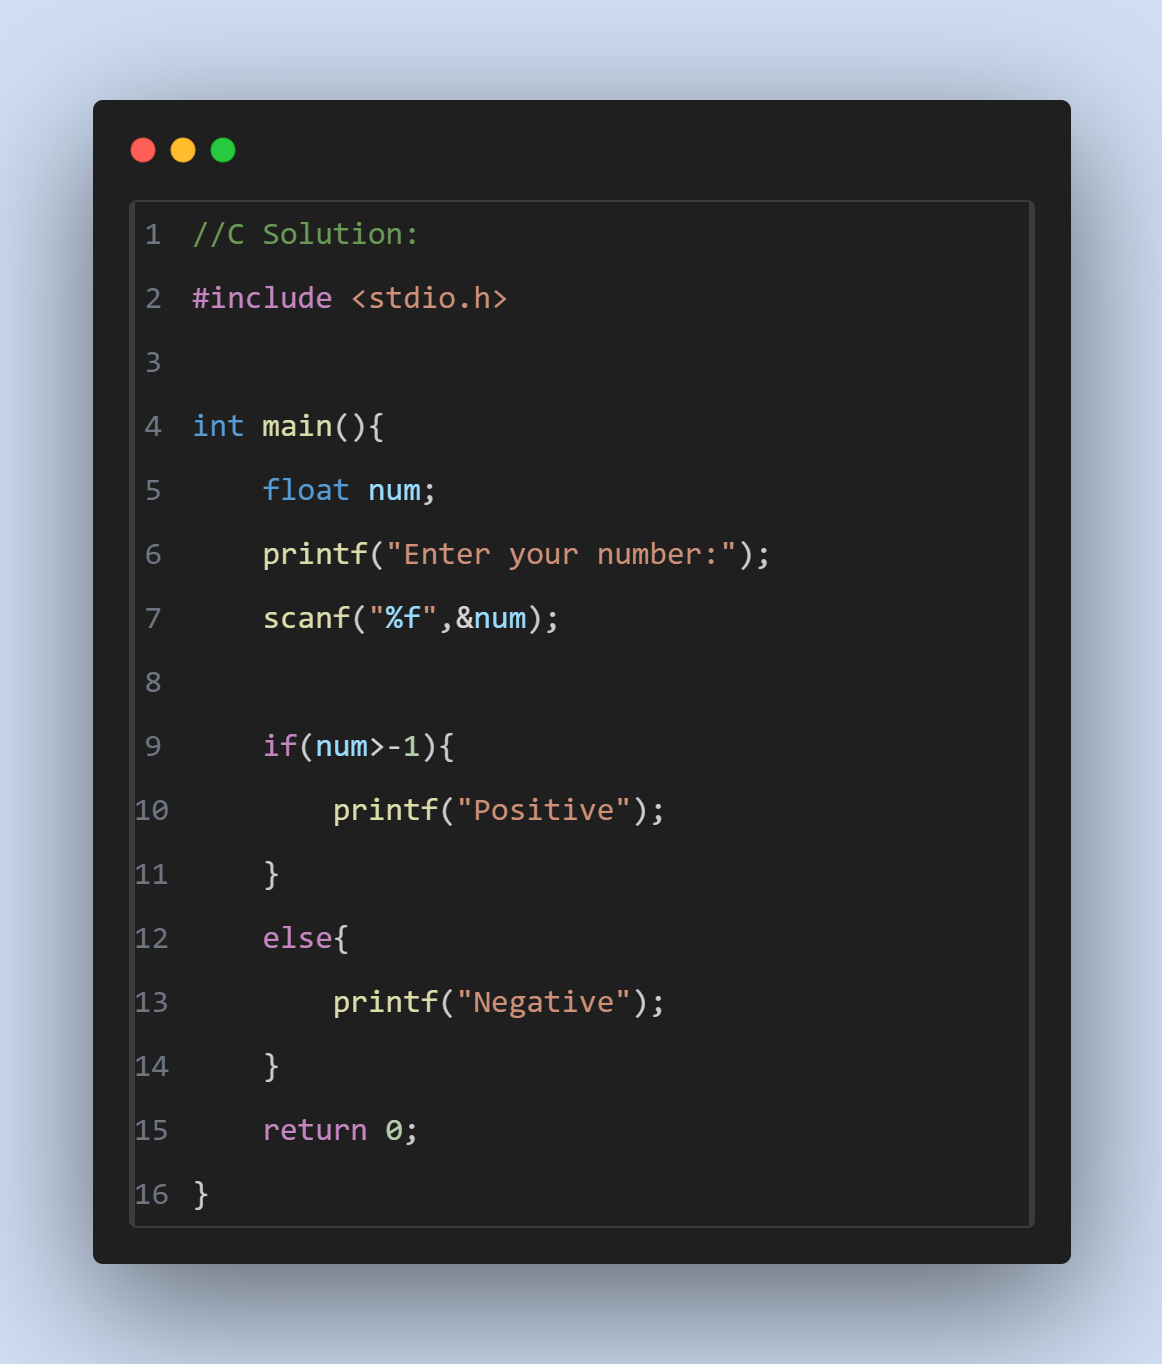 1 //C Solution:
2 #include <stdio.h>
3
4 int main(){
5     float num;
6     printf("Enter your number:");
7     scanf("%f",&num);
8
9     if(num>-1){
10         printf("Positive");
11     }
12     else{
13         printf("Negative");
14     }
15     return 0;
16 }